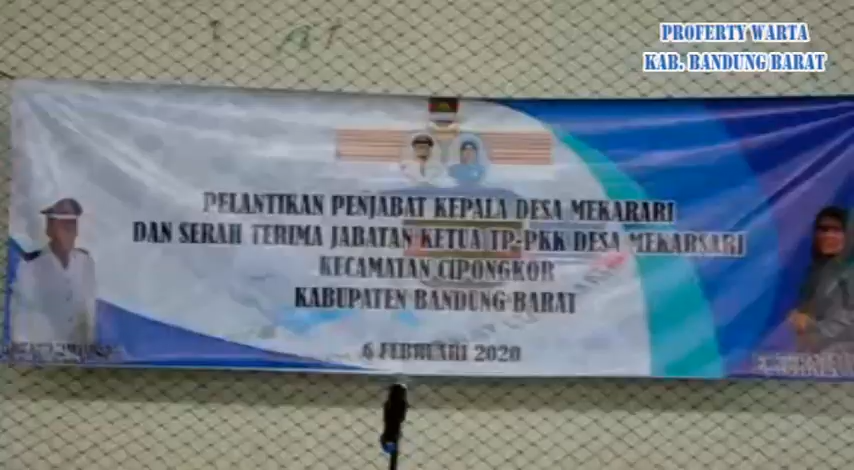 PROPERTY WARTA
KAB. BANDUNG BARAT
PELANTIKAN PENJABAT KEPALA DESA MEKARARI
DAN SERAH TERIMA JABATAN KETUA TP-PKK DESA MEKARSARI
KECAMATAN CIPONGKOR
KABUPATEN BANDUNG BARAT
6 FEBRUARI 2020